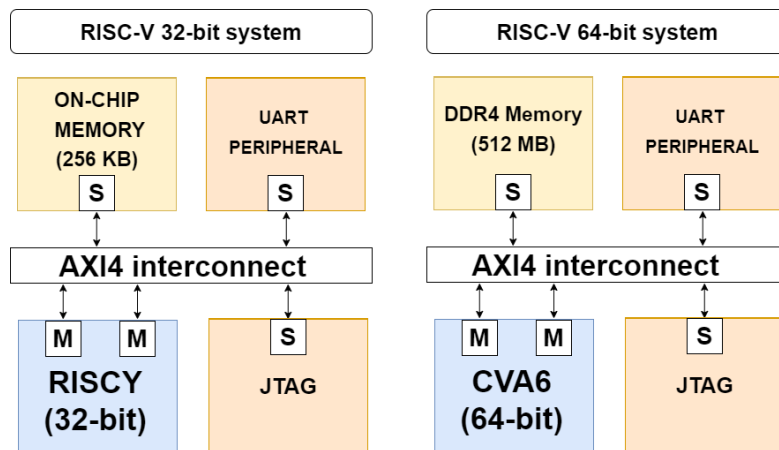 RISC-V 32-bit system
ON-CHIP
MEMORY
(256 KB)
S
UART
PERIPHERAL
S
AXI4 interconnect
M
M
RISCY
(32-bit)
S
JTAG
RISC-V 64-bit system
DDR4 Memory
(512 MB)
S
UART
PERIPHERAL
S
AXI4 interconnect
M
M
CVA6
(64-bit)
S
JTAG